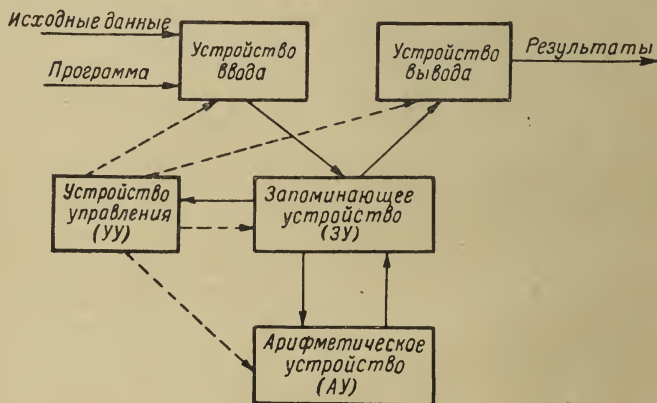 Исходные данные
Программа
Устройство
ввода
Устройство
вывода
Результаты
Устройство
управления
(УУ)
Запоминающее
устройство
(ЗУ)
Арифметическое
устройство
(АУ)